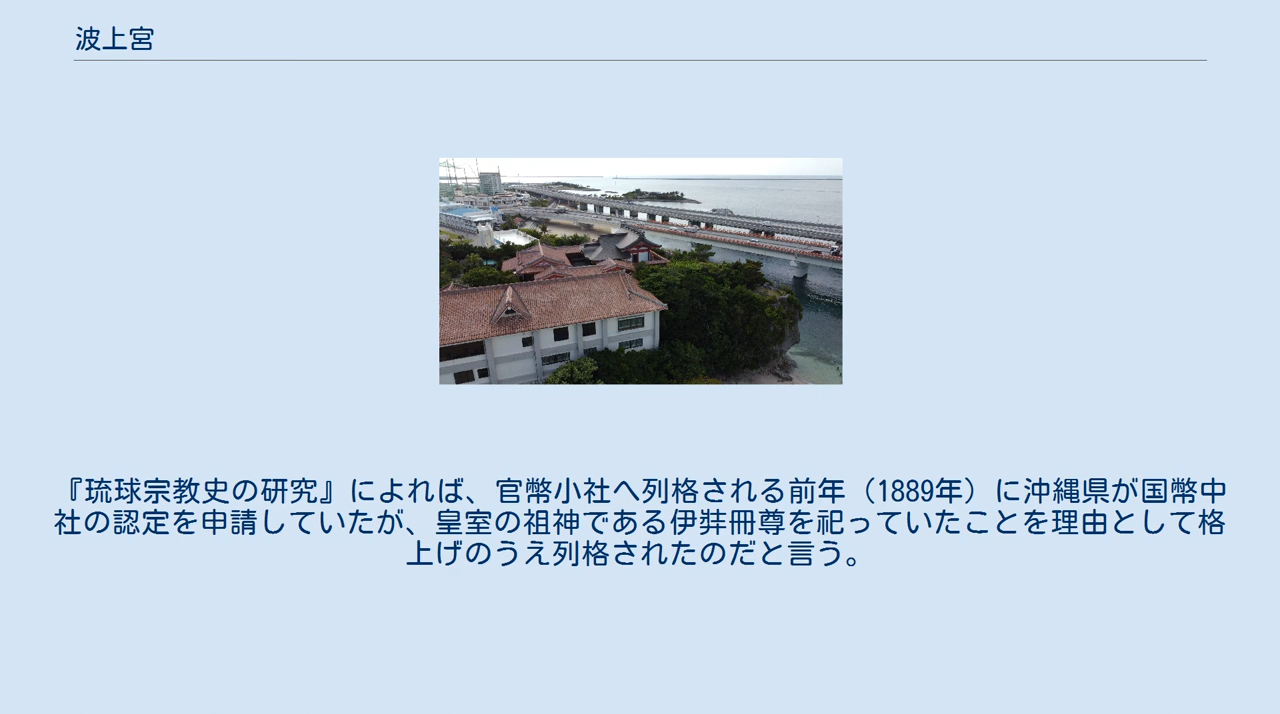 波上宮
『琉球宗教史の研究』によれば、官幣小社へ列格される前年（1889年）に沖縄県が国幣中
社の認定を申請していたが、皇室の祖神である伊弉冊尊を祀っていたことを理由として格
上げのうえ列格されたのだと言う。